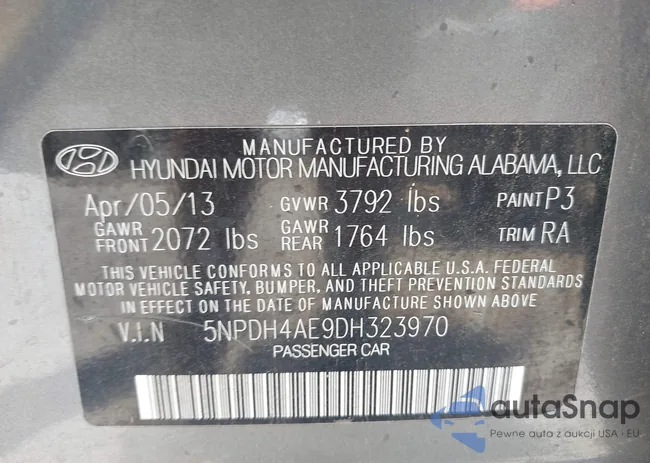 MANUFACTURED BY
HYUNDAI MOTOR MANUFACTURING ALABAMA, LLC
Apr/05/13 GVWR 3792 lbs PAINT P3
GAWR FRONT 2072 lbs GAWR REAR 1764 lbs TRIM RA
THIS VEHICLE CONFORMS TO ALL APPLICABLE U.S.A. FEDERAL
MOTOR VEHICLE SAFETY, BUMPER, AND THEFT PREVENTION STANDARDS
IN EFFECT ON THE DATE OF MANUFACTURE SHOWN ABOVE
V.I.N 5NPDH4AE9DH323970
PASSENGER CAR
autaSnap
Pewne auta z aukcji USA i EU